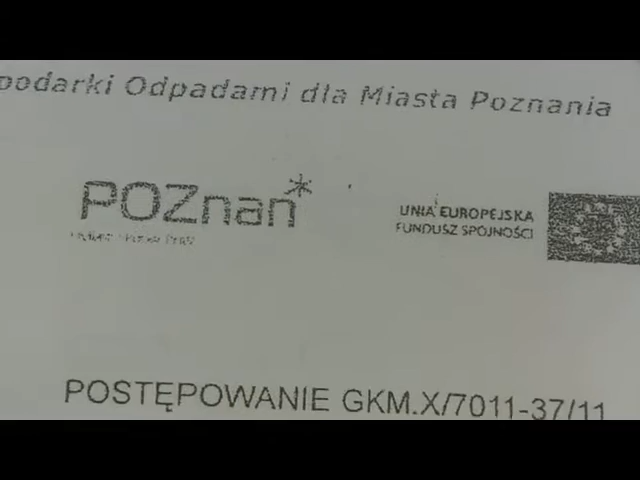 podarki Odpadami dla Miasta Poznania
POZnań*
UNIA EUROPEJSKA
FUNDUSZ SPÓJNOŚCI
POSTĘPOWANIE GKM.X/7011-37/11